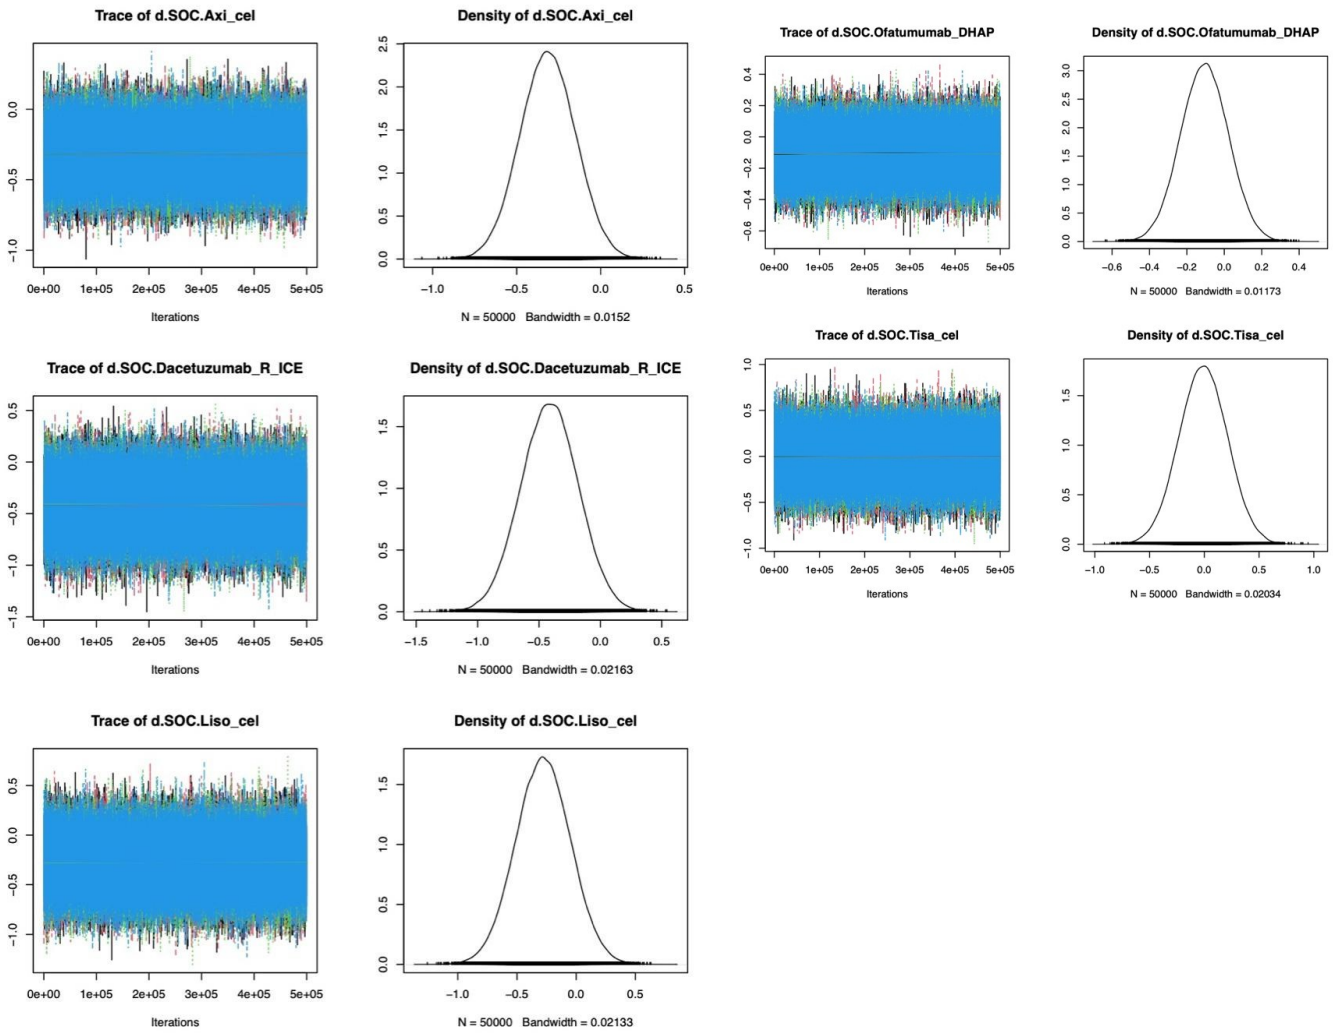 Trace of d.SOC.Axi_cel
0.0
−0.5
−1.0
0e+00 1e+05 2e+05 3e+05 4e+05 5e+05
Iterations
Density of d.SOC.Axi_cel
2.5
2.0
1.5
1.0
0.5
0.0
−1.0 −0.5 0.0 0.5
N = 50000 Bandwidth = 0.0152
Trace of d.SOC.Ofatumumab_DHAP
0.4
0.2
0.0
−0.2
−0.4
−0.6
0e+00 1e+05 2e+05 3e+05 4e+05 5e+05
Iterations
Density of d.SOC.Ofatumumab_DHAP
3.0
2.5
2.0
1.5
1.0
0.5
0.0
−0.6 −0.4 −0.2 0.0 0.2 0.4
N = 50000 Bandwidth = 0.01173
Trace of d.SOC.Dacetuzumab_R_ICE
0.5
0.0
−0.5
−1.0
−1.5
0e+00 1e+05 2e+05 3e+05 4e+05 5e+05
Iterations
Density of d.SOC.Dacetuzumab_R_ICE
1.5
1.0
0.5
0.0
−1.5 −1.0 −0.5 0.0 0.5
N = 50000 Bandwidth = 0.02163
Trace of d.SOC.Tisa_cel
1.0
0.5
0.0
−0.5
−1.0
0e+00 1e+05 2e+05 3e+05 4e+05 5e+05
Iterations
Density of d.SOC.Tisa_cel
1.5
1.0
0.5
0.0
−1.0 −0.5 0.0 0.5 1.0
N = 50000 Bandwidth = 0.02034
Trace of d.SOC.Liso_cel
0.5
0.0
−0.5
−1.0
0e+00 1e+05 2e+05 3e+05 4e+05 5e+05
Iterations
Density of d.SOC.Liso_cel
1.5
1.0
0.5
0.0
−1.0 −0.5 0.0 0.5
N = 50000 Bandwidth = 0.02133